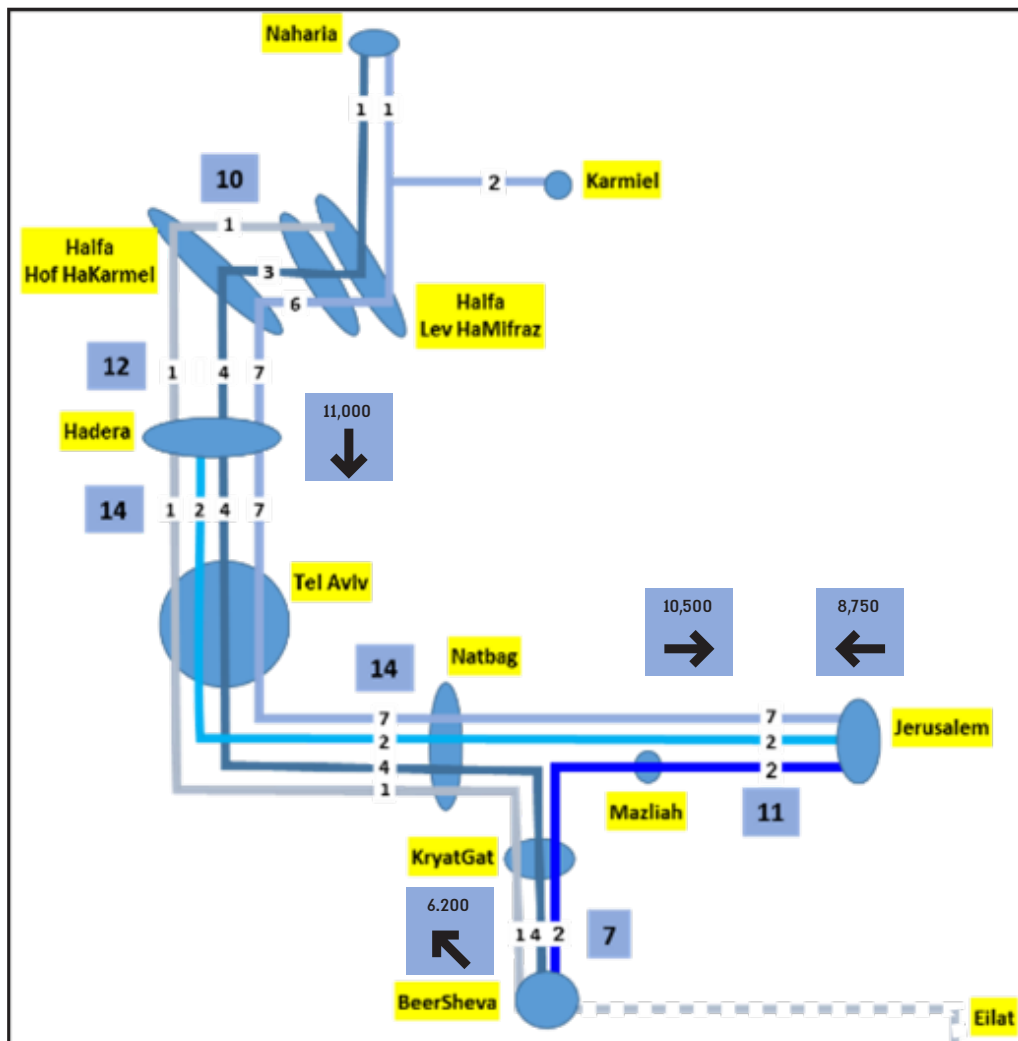 Naharia
1 1
Karmiel
2
10
1
Halfa
Hof HaKarmel
3
6
Halfa
Lev HaMifraz
12
1 4 7
11,000
Hadera
14
1 2 4 7
Tel Aviv
10,500
8,750
Natbag
14
7
7
2
2
Jerusalem
4
2
1
Mazliah
11
KryatGat
6.200
1 4 2
7
BeerSheva
Eilat